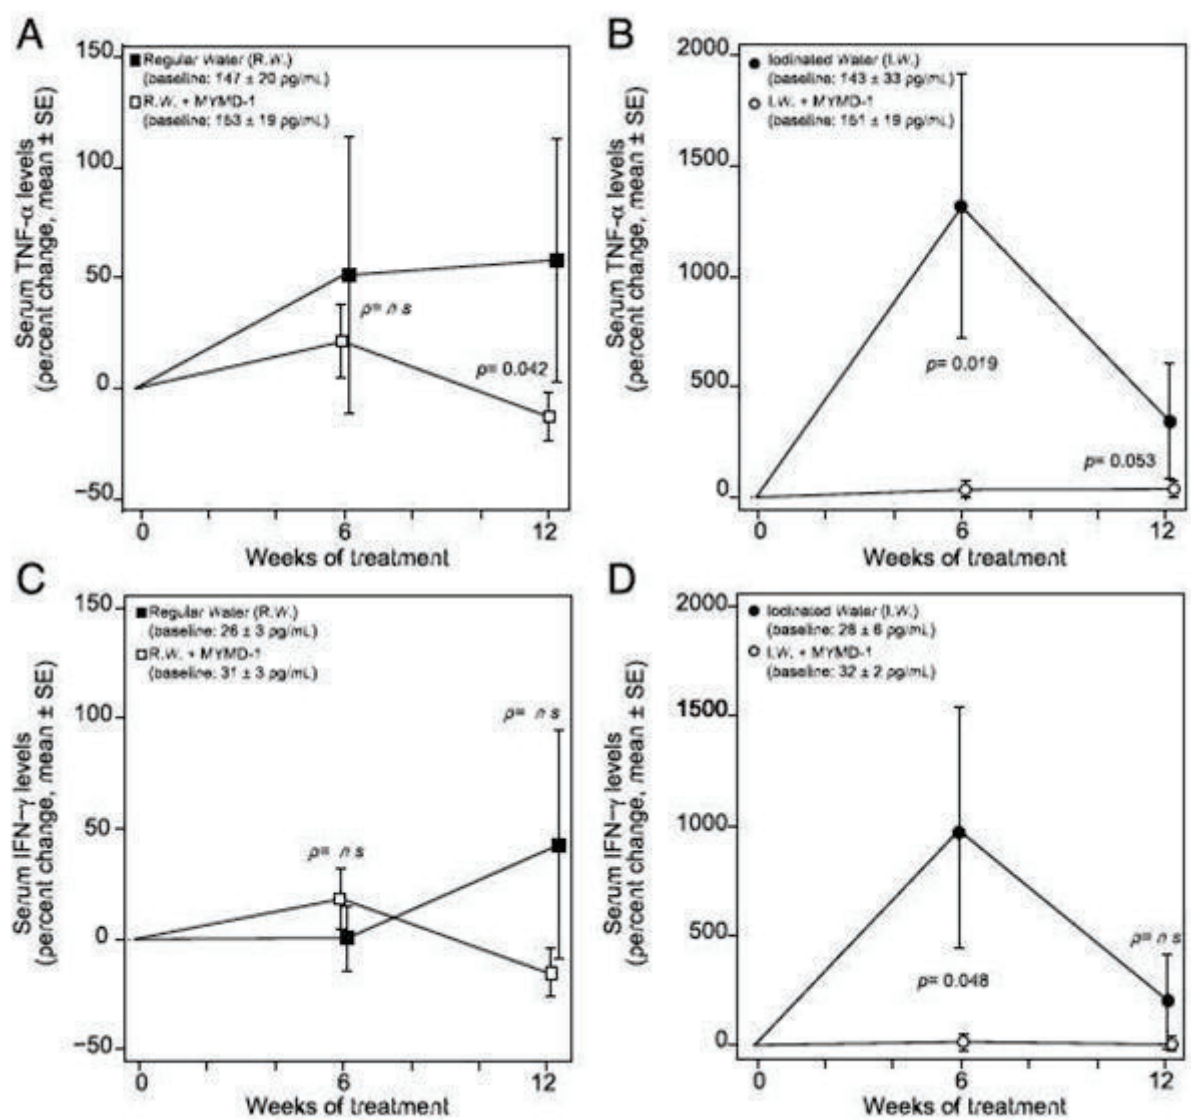 A
Serum TNF-α levels
(percent change, mean ± SE)
150
100
50
0
−50
■ Regular Water (R.W.)
(baseline: 147 ± 20 pg/mL)
□ R.W. + MYMD-1
(baseline: 153 ± 19 pg/mL)
p= n s
p= 0.042
0 6 12
Weeks of treatment
B
Serum TNF-α levels
(percent change, mean ± SE)
2000
1500
1000
500
0
● Iodinated Water (I.W.)
(baseline: 143 ± 33 pg/mL)
○ I.W. + MYMD-1
(baseline: 151 ± 19 pg/mL)
p= 0.019
p= 0.053
0 6 12
Weeks of treatment
C
Serum IFN−γ levels
(percent change, mean ± SE)
150
100
50
0
−50
■ Regular Water (R.W.)
(baseline: 26 ± 3 pg/mL)
□ R.W. + MYMD-1
(baseline: 31 ± 3 pg/mL)
p= n s
p= n s
0 6 12
Weeks of treatment
D
Serum IFN−γ levels
(percent change, mean ± SE)
2000
1500
1000
500
0
● Iodinated Water (I.W.)
(baseline: 28 ± 6 pg/mL)
○ I.W. + MYMD-1
(baseline: 32 ± 2 pg/mL)
p= 0.048
p= n s
0 6 12
Weeks of treatment